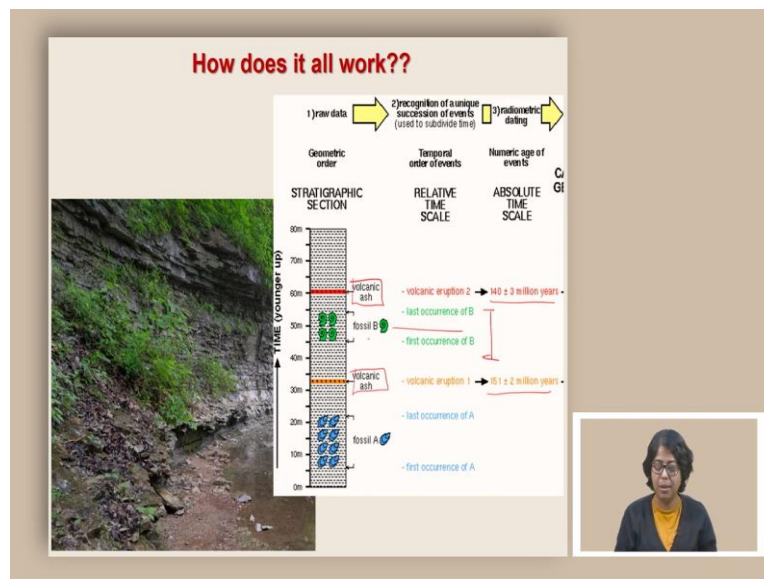 How does it all work??
1)raw data
2)recognition of a unique
succession of events
(used to subdivide time)
3)radiometric
dating
Geometric
order
Temporal
order of events
Numeric age of
events
STRATIGRAPHIC
SECTION
RELATIVE
TIME
SCALE
ABSOLUTE
TIME
SCALE
CA
GE
TIME (younger up)
80m
70m
60m
50m
40m
30m
20m
10m
0m
volcanic
ash
- volcanic eruption 2
140 ± 3 million years
- last occurrence of B
fossil B
- first occurrence of B
volcanic
ash
- volcanic eruption 1
151 ± 2 million years
- last occurrence of A
fossil A
- first occurrence of A